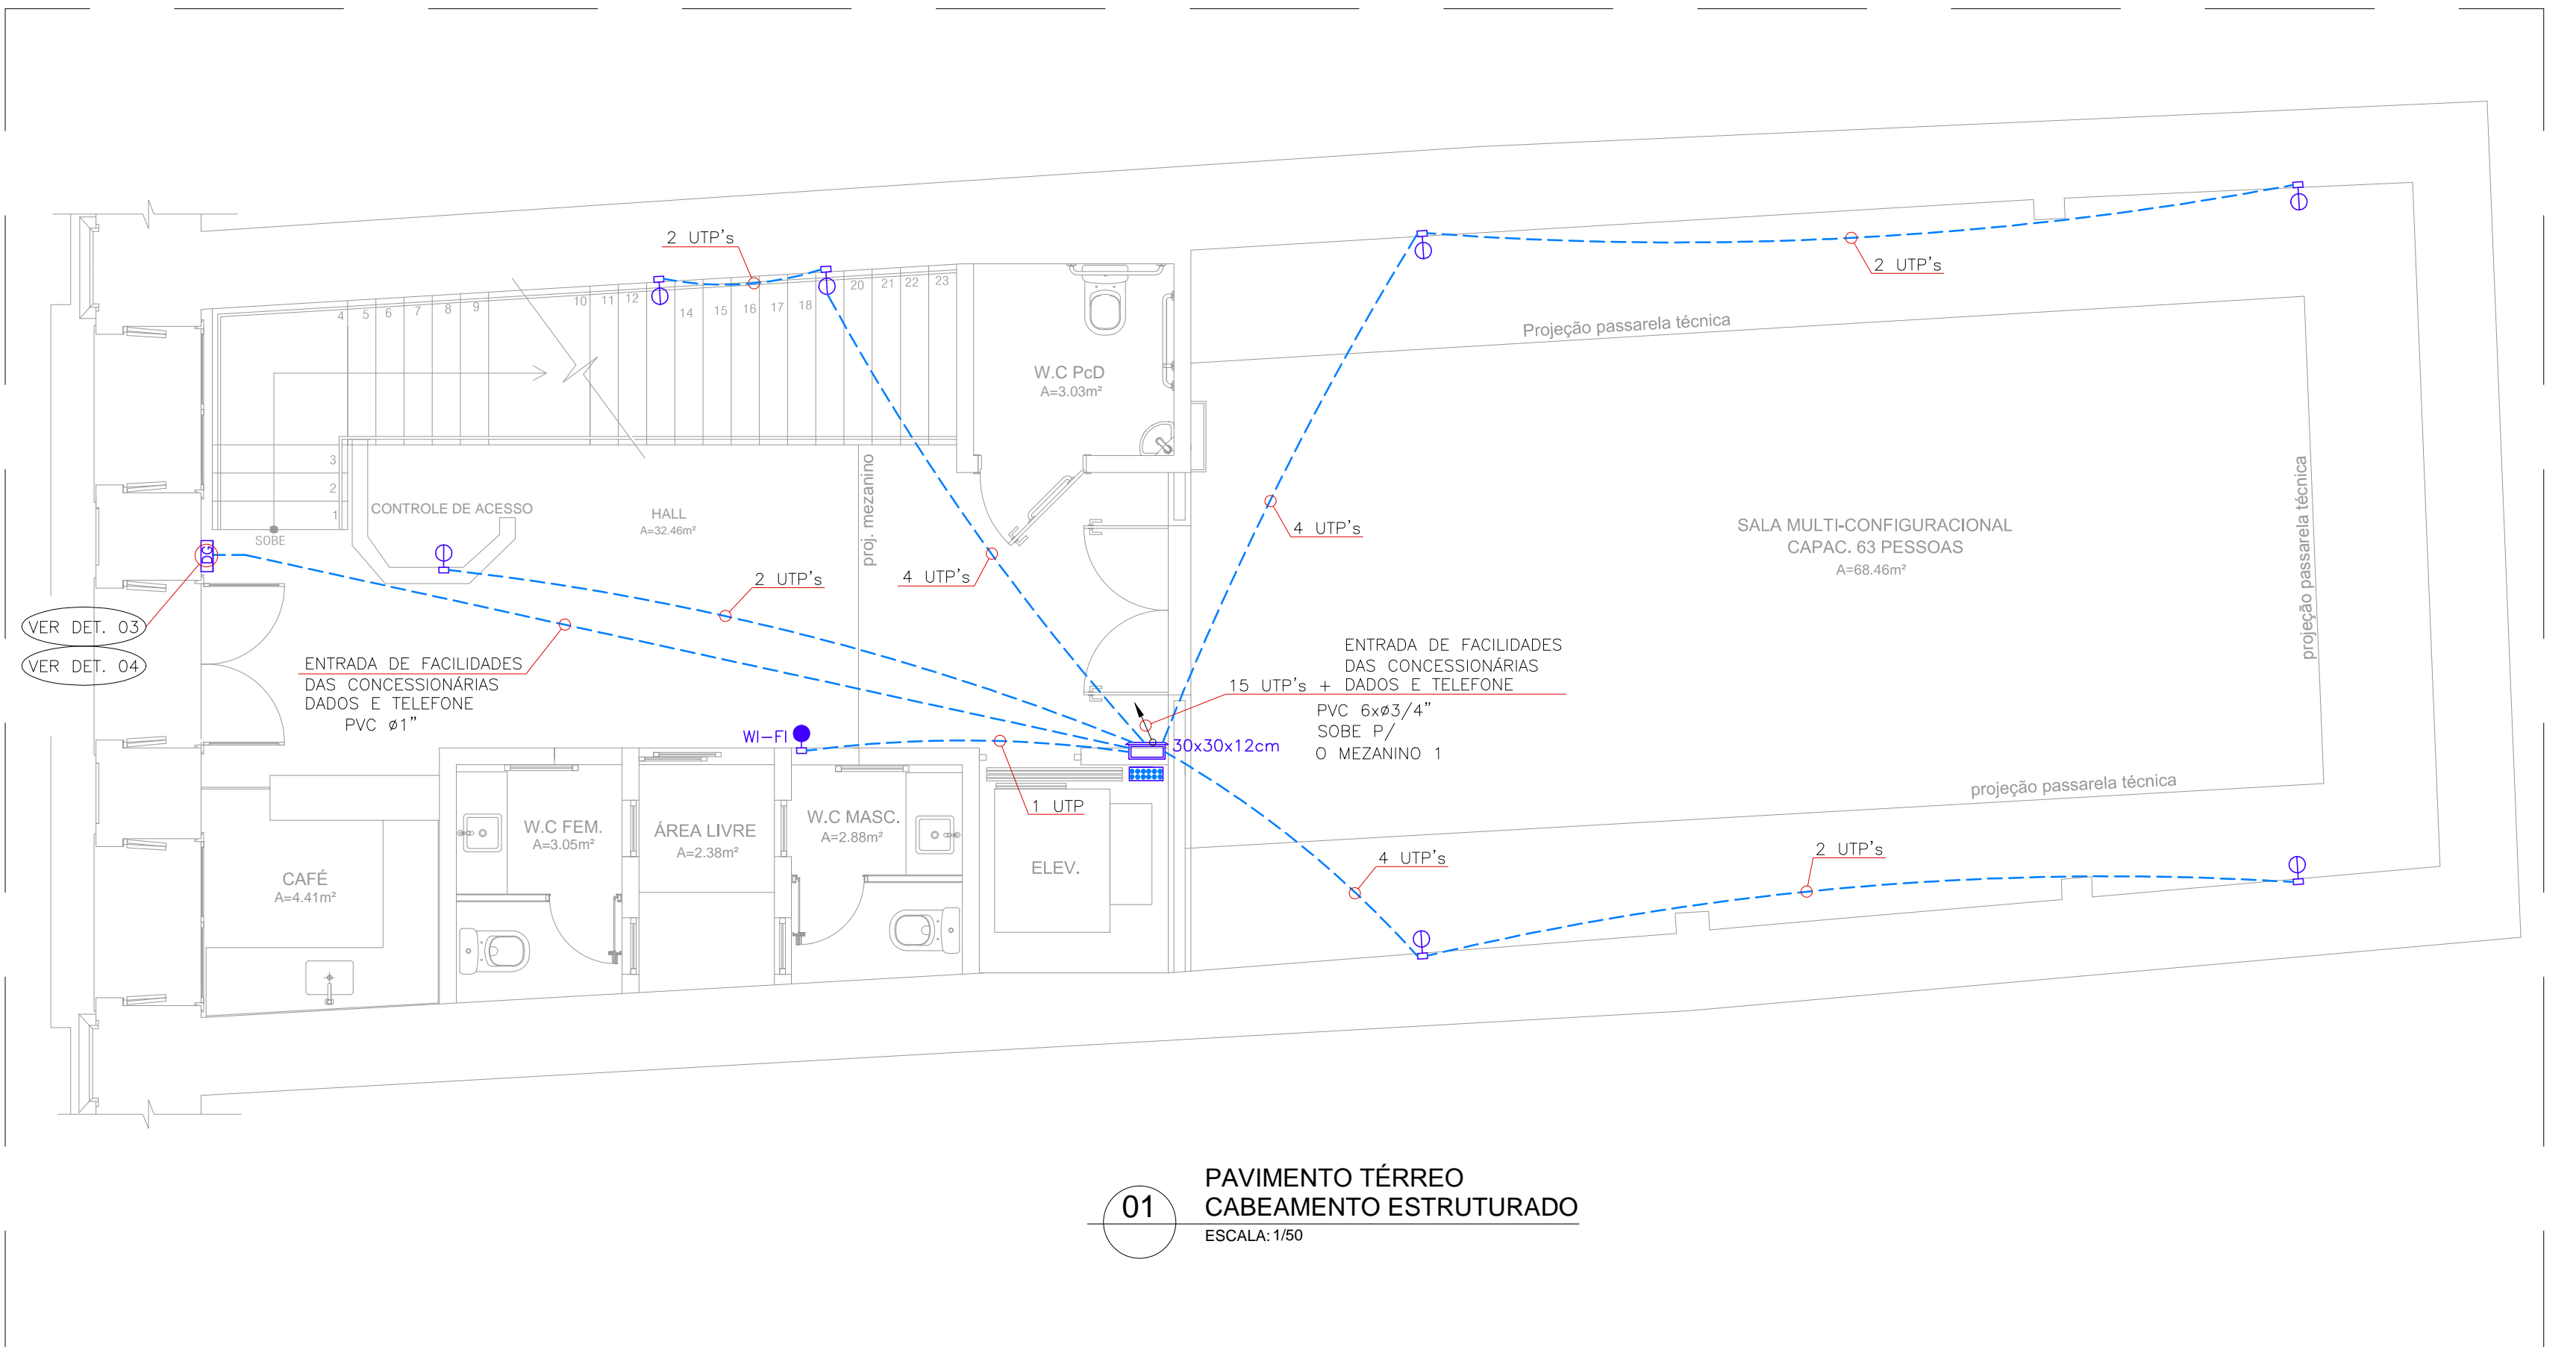 2 UTP's
2 UTP's
4
5
6
7
8
9
10
11
12
14
15
16
17
18
20
21
22
23
Projeção passarela técnica
W.C PcD
A=3.03m²
3
2
1
SOBE
CONTROLE DE ACESSO
HALL
A=32.46m²
proj. mezanino
4 UTP's
SALA MULTI-CONFIGURACIONAL
CAPAC. 63 PESSOAS
A=68.46m²
projeção passarela técnica
DG
2 UTP's
4 UTP's
VER DET. 03
VER DET. 04
ENTRADA DE FACILIDADES
DAS CONCESSIONÁRIAS
DADOS E TELEFONE
PVC ø1"
ENTRADA DE FACILIDADES
DAS CONCESSIONÁRIAS
15 UTP's + DADOS E TELEFONE
PVC 6xø3/4"
SOBE P/
O MEZANINO 1
WI-FI
30x30x12cm
projeção passarela técnica
1 UTP
W.C FEM.
A=3.05m²
ÁREA LIVRE
A=2.38m²
W.C MASC.
A=2.88m²
ELEV.
4 UTP's
2 UTP's
CAFÉ
A=4.41m²
01
PAVIMENTO TÉRREO
CABEAMENTO ESTRUTURADO
ESCALA: 1/50